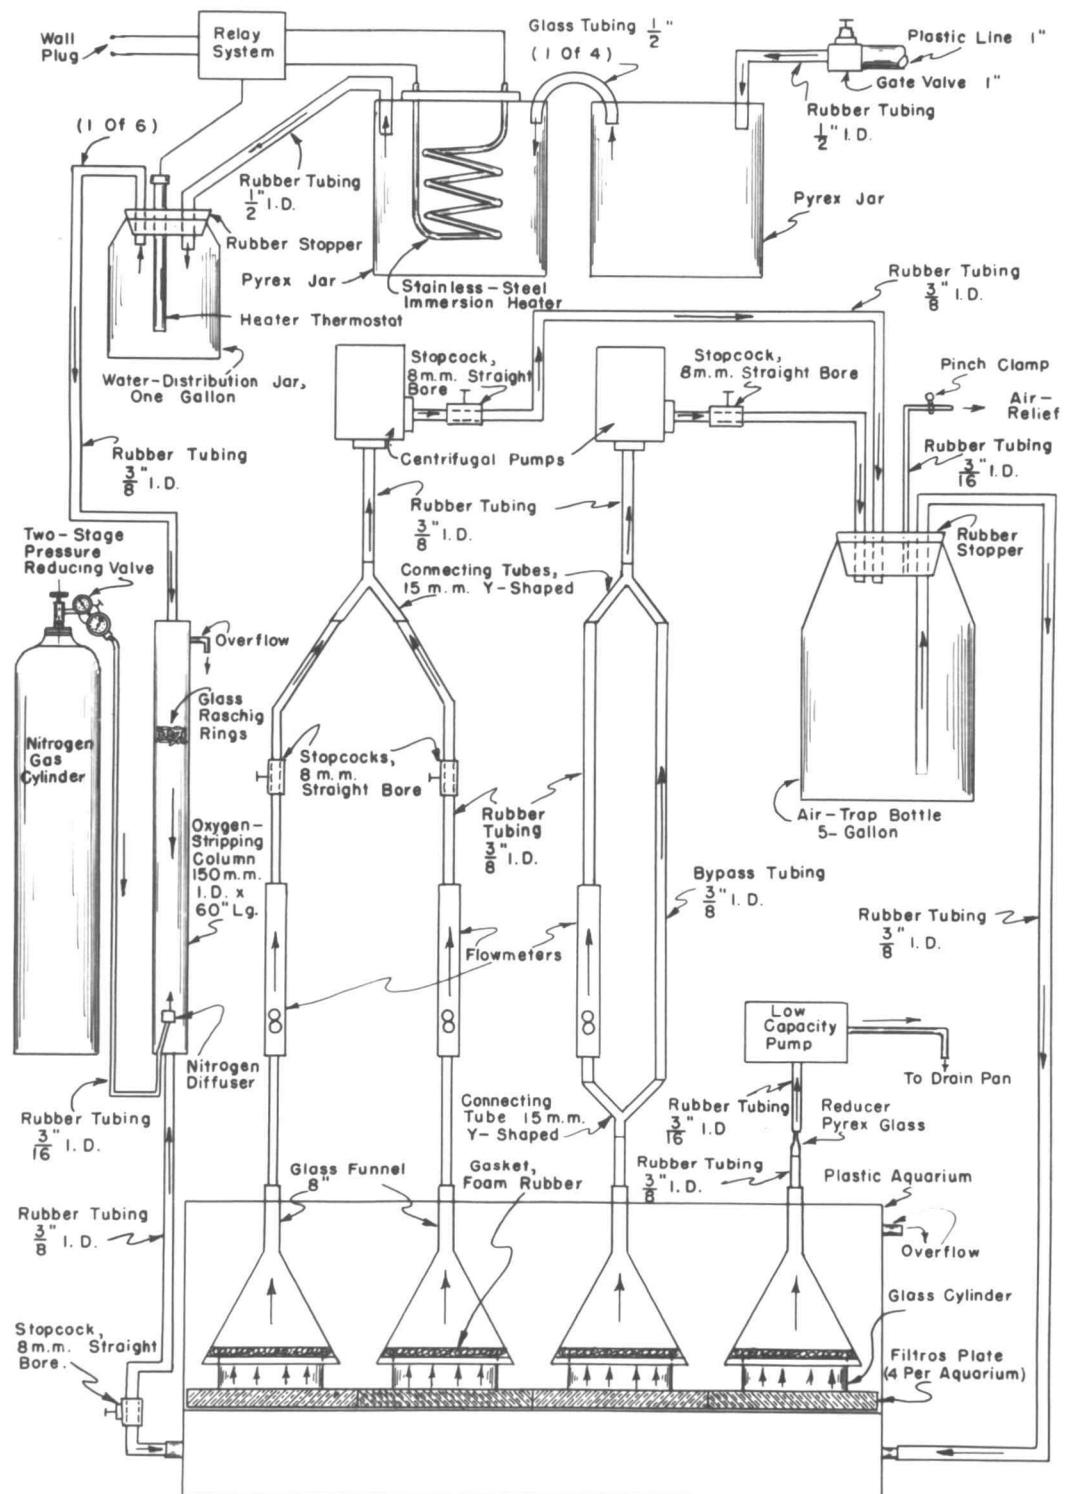 Wall
Plug
Relay
System
Glass Tubing 1/2"
(1 Of 4)
Plastic Line 1"
Gate Valve 1"
Rubber Tubing
1/2" I.D.
(1 Of 6)
Rubber Tubing
1/2" I.D.
Pyrex Jar
Rubber Stopper
Pyrex Jar
Stainless-Steel
Immersion Heater
Rubber Tubing
3/8" I.D.
Heater Thermostat
Water-Distribution Jar,
One Gallon
Stopcock,
8m.m. Straight
Bore
Stopcock,
8m.m. Straight Bore
Pinch Clamp
Air-
Relief
Rubber Tubing
3/8" I.D.
Centrifugal Pumps
Rubber Tubing
3/16" I.D.
Rubber Tubing
3/8" I.D.
Two-Stage
Pressure
Reducing Valve
Rubber
Stopper
Connecting Tubes,
15 m.m. Y-Shaped
Overflow
Glass
Raschig
Rings
Nitrogen
Gas
Cylinder
Stopcocks,
8 m.m.
Straight Bore
Rubber
Tubing
3/8" I.D.
Air-Trap Bottle
5-Gallon
Oxygen-
Stripping
Column
150m.m.
I.D. x
60" Lg.
Bypass Tubing
3/8" I.D.
Rubber Tubing
3/8" I.D.
Flowmeters
Low
Capacity
Pump
Nitrogen
Diffuser
To Drain Pan
Rubber Tubing
3/16" I.D.
Connecting
Tube 15 m.m.
Y-Shaped
Rubber Tubing
3/16" I.D
Reducer
Pyrex Glass
Glass Funnel
8"
Gasket,
Foam Rubber
Rubber Tubing
3/8" I.D.
Plastic Aquarium
Rubber Tubing
3/8" I.D.
Overflow
Glass Cylinder
Stopcock,
8m.m. Straight
Bore.
Filtros Plate
(4 Per Aquarium)